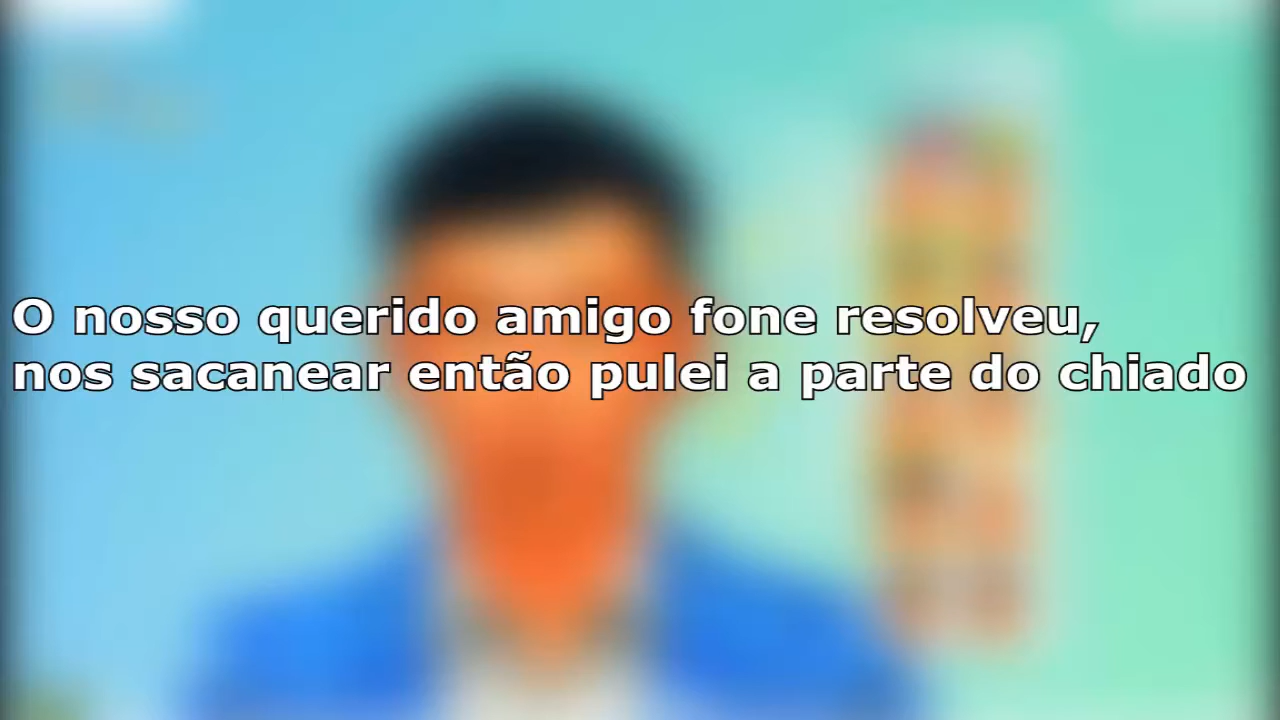 O nosso querido amigo fone resolveu,
nos sacanear então pulei a parte do chiado